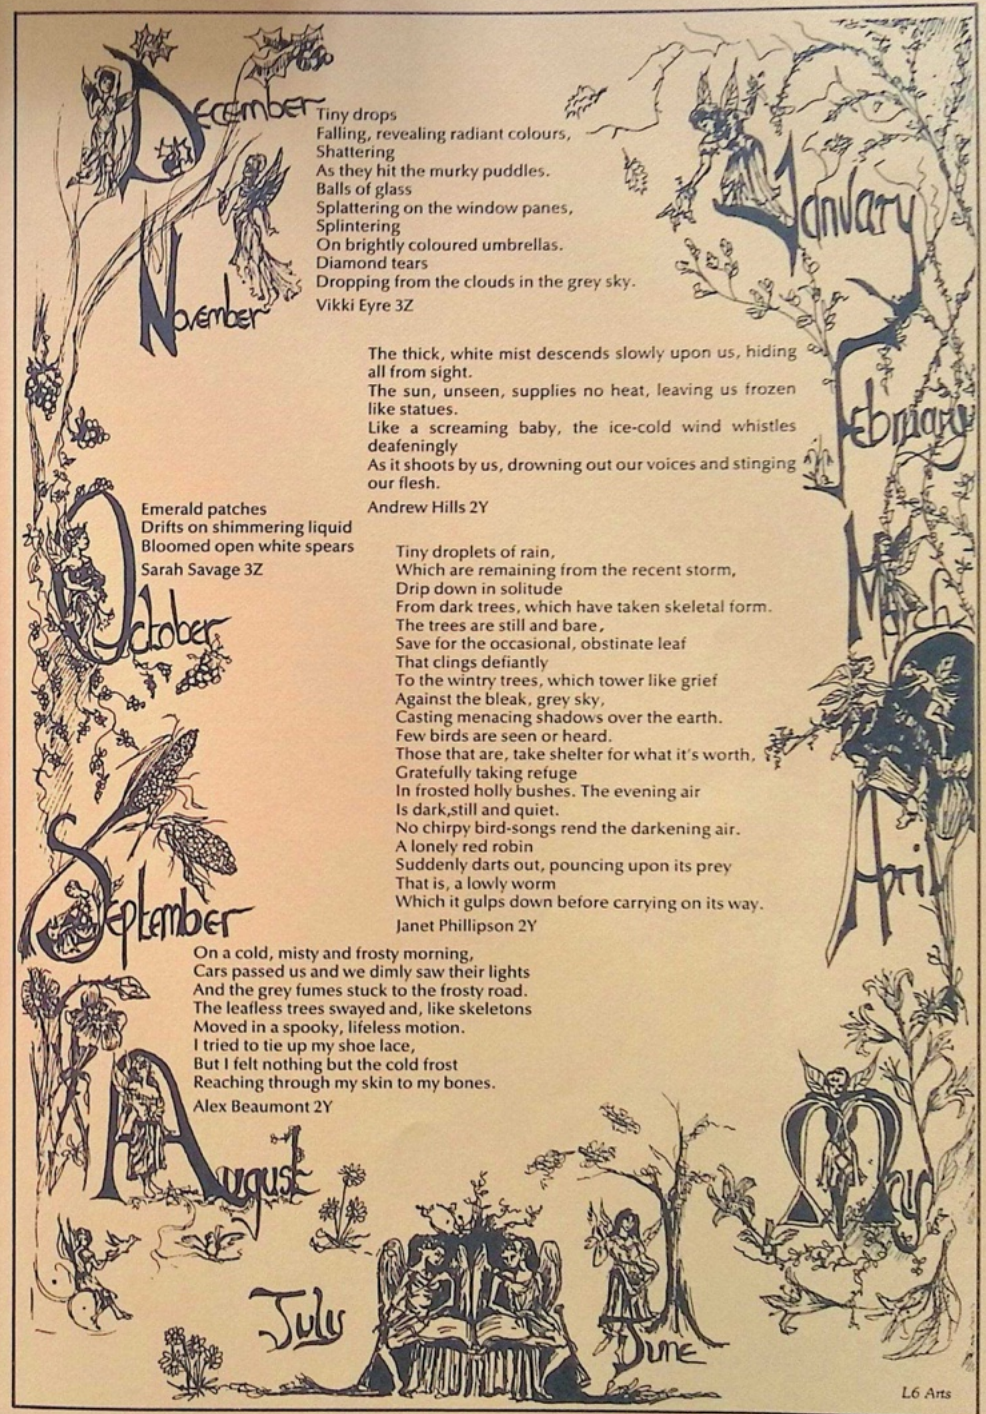 December
Tiny drops
Falling, revealing radiant colours,
Shattering
As they hit the murky puddles.
Balls of glass
Splattering on the window panes,
Splintering
On brightly coloured umbrellas.
Diamond tears
Dropping from the clouds in the grey sky.
Vikki Eyre 3Z
January
November
The thick, white mist descends slowly upon us, hiding
all from sight.
The sun, unseen, supplies no heat, leaving us frozen
like statues.
Like a screaming baby, the ice-cold wind whistles
deafeningly
As it shoots by us, drowning out our voices and stinging
our flesh.
Andrew Hills 2Y
February
Emerald patches
Drifts on shimmering liquid
Bloomed open white spears
Sarah Savage 3Z
October
March
Tiny droplets of rain,
Which are remaining from the recent storm,
Drip down in solitude
From dark trees, which have taken skeletal form.
The trees are still and bare,
Save for the occasional, obstinate leaf
That clings defiantly
To the wintry trees, which tower like grief
Against the bleak, grey sky,
Casting menacing shadows over the earth.
Few birds are seen or heard.
Those that are, take shelter for what it's worth,
Gratefully taking refuge
In frosted holly bushes. The evening air
Is dark,still and quiet.
No chirpy bird-songs rend the darkening air.
A lonely red robin
Suddenly darts out, pouncing upon its prey
That is, a lowly worm
Which it gulps down before carrying on its way.
Janet Phillipson 2Y
April
September
On a cold, misty and frosty morning,
Cars passed us and we dimly saw their lights
And the grey fumes stuck to the frosty road.
The leafless trees swayed and, like skeletons
Moved in a spooky, lifeless motion.
I tried to tie up my shoe lace,
But I felt nothing but the cold frost
Reaching through my skin to my bones.
Alex Beaumont 2Y
August
May
July
June
L6 Arts